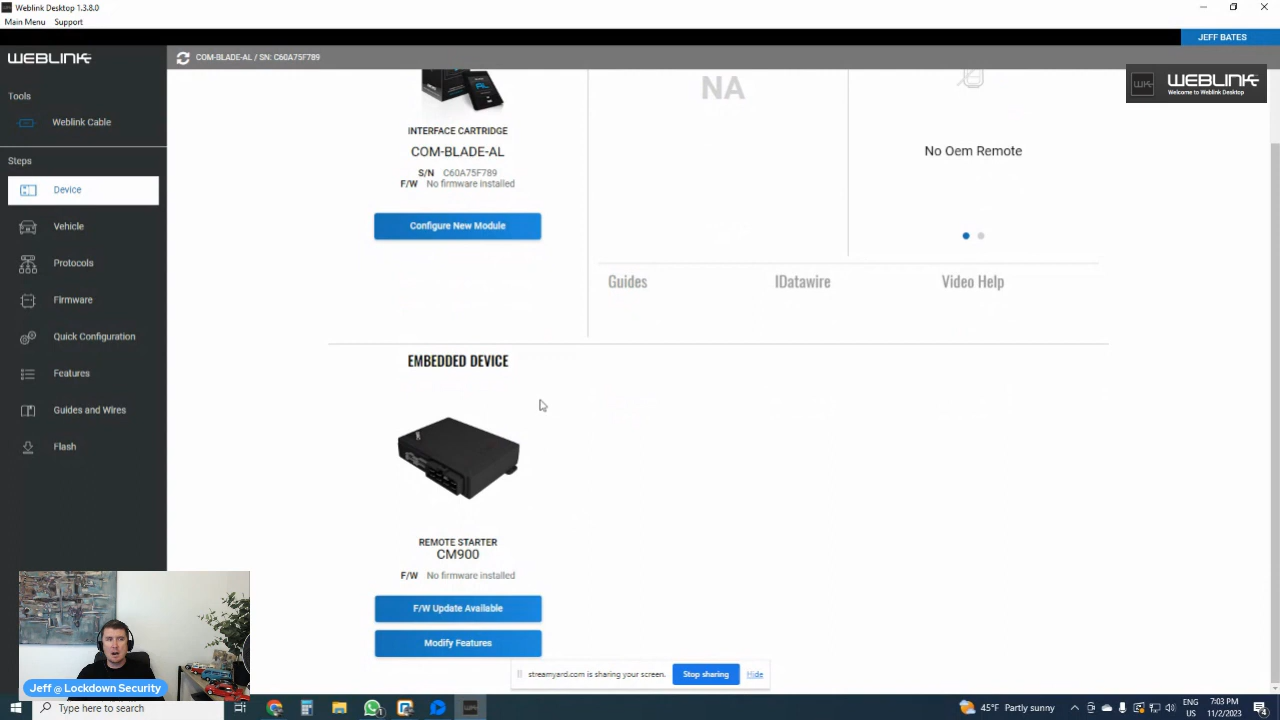 Weblink Desktop 1.3.8.0
Main Menu Support
JEFF BATES
WEBLINK
COM-BLADE-AL / SN: C60A75F789
WEBLINK
Welcome to Weblink Desktop
Tools
Weblink Cable
Steps
Device
Vehicle
Protocols
Firmware
Quick Configuration
Features
Guides and Wires
Flash
INTERFACE CARTRIDGE
COM-BLADE-AL
S/N C60A75F789
F/W No firmware installed
Configure New Module
NA
No Oem Remote
Guides
IDatawire
Video Help
EMBEDDED DEVICE
REMOTE STARTER
CM900
F/W No firmware installed
F/W Update Available
Modify Features
streamyard.com is sharing your screen.
Stop sharing
Hide
Jeff @ Lockdown Security
Type here to search
45°F Partly sunny
ENG
US
7:03 PM
11/2/2023
4